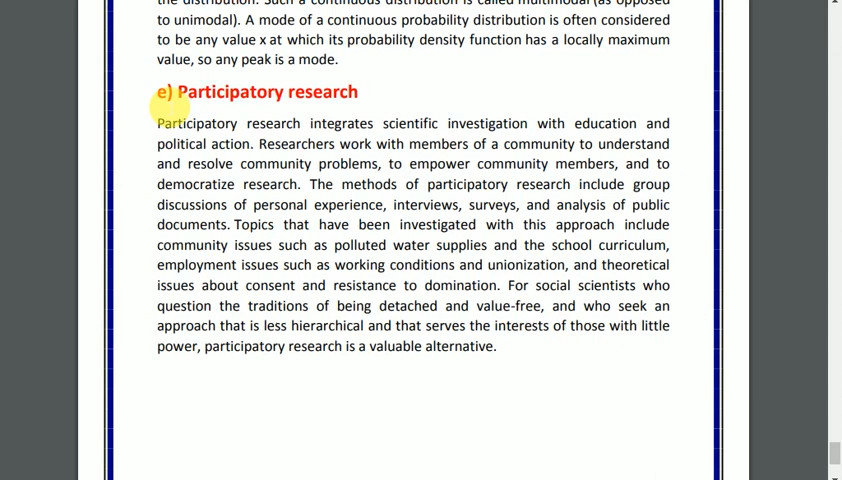 the distribution. Such a continuous distribution is called multimodal (as opposed
to unimodal). A mode of a continuous probability distribution is often considered
to be any value x at which its probability density function has a locally maximum
value, so any peak is a mode.
e) Participatory research
Participatory research integrates scientific investigation with education and
political action. Researchers work with members of a community to understand
and resolve community problems, to empower community members, and to
democratize research. The methods of participatory research include group
discussions of personal experience, interviews, surveys, and analysis of public
documents. Topics that have been investigated with this approach include
community issues such as polluted water supplies and the school curriculum,
employment issues such as working conditions and unionization, and theoretical
issues about consent and resistance to domination. For social scientists who
question the traditions of being detached and value-free, and who seek an
approach that is less hierarchical and that serves the interests of those with little
power, participatory research is a valuable alternative.